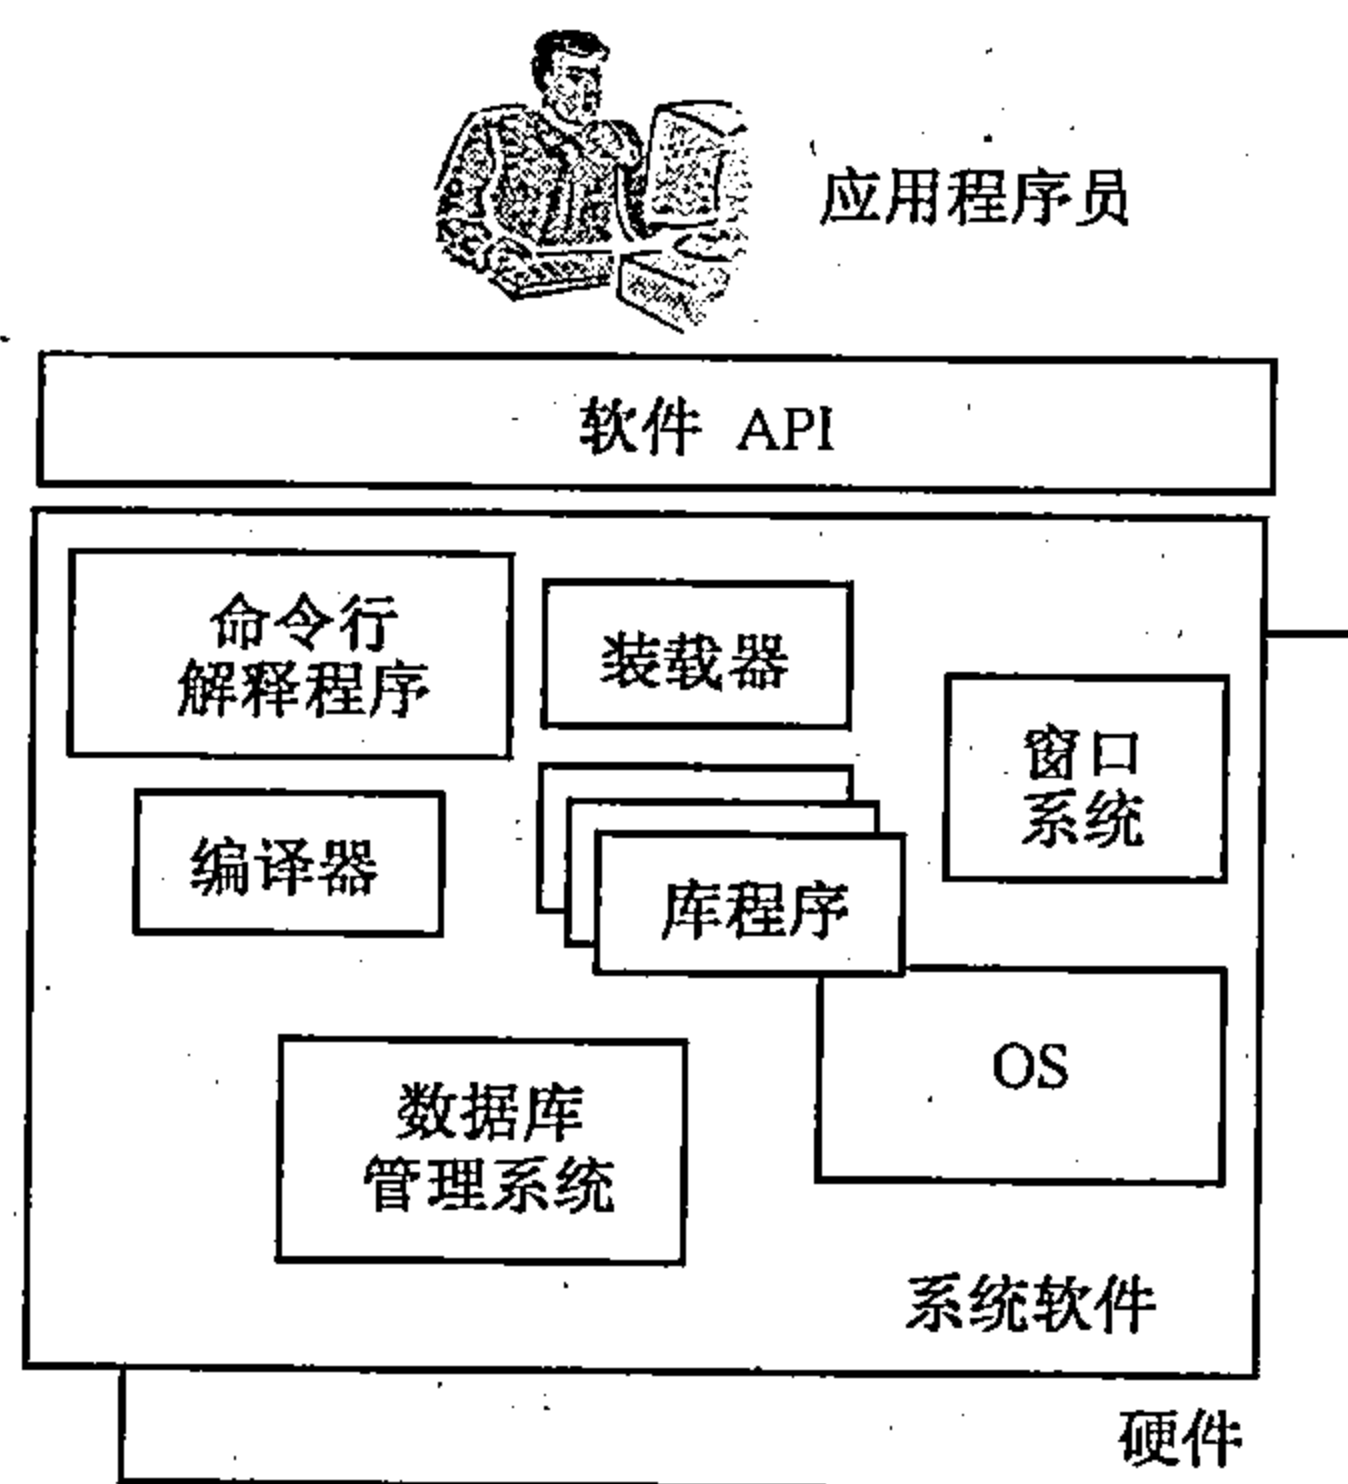 应用程序员
软件 API
命令行
解释程序
装载器
窗口
系统
编译器
库程序
OS
数据库
管理系统
系统软件
硬件